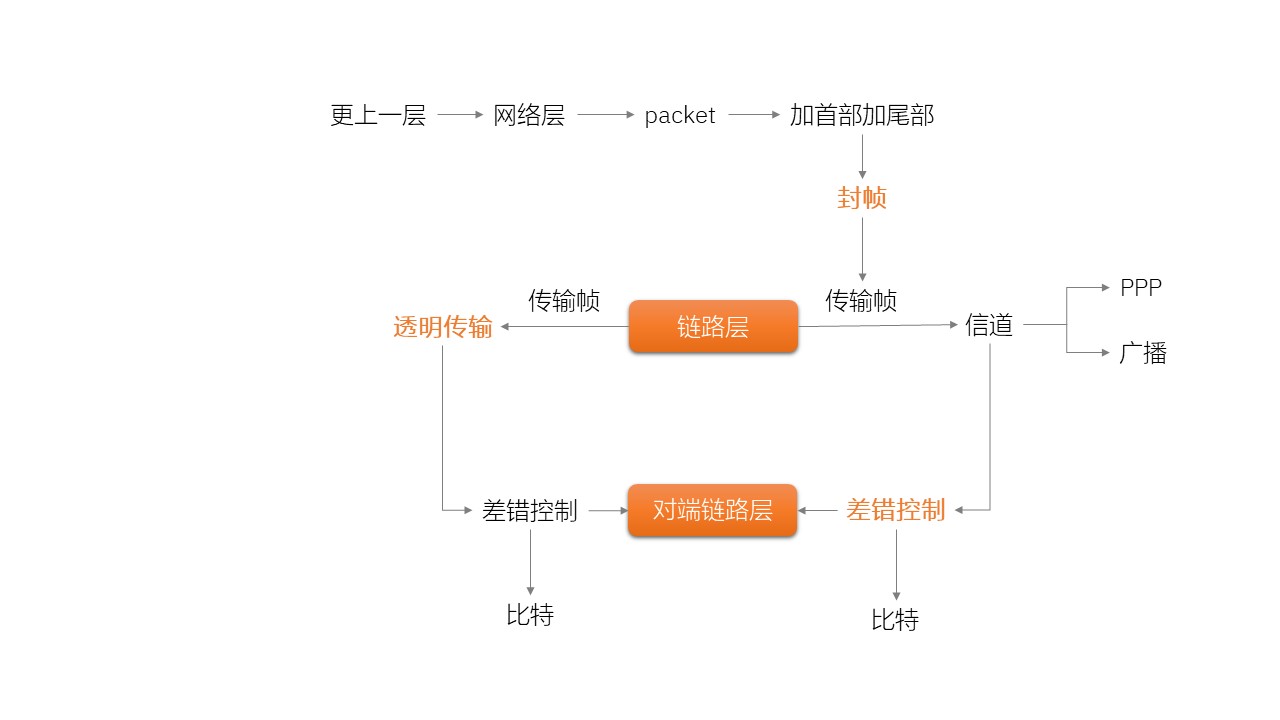 更上一层
网络层
packet
加首部加尾部
封帧
传输帧
传输帧
PPP
透明传输
链路层
信道
广播
差错控制
对端链路层
差错控制
比特
比特